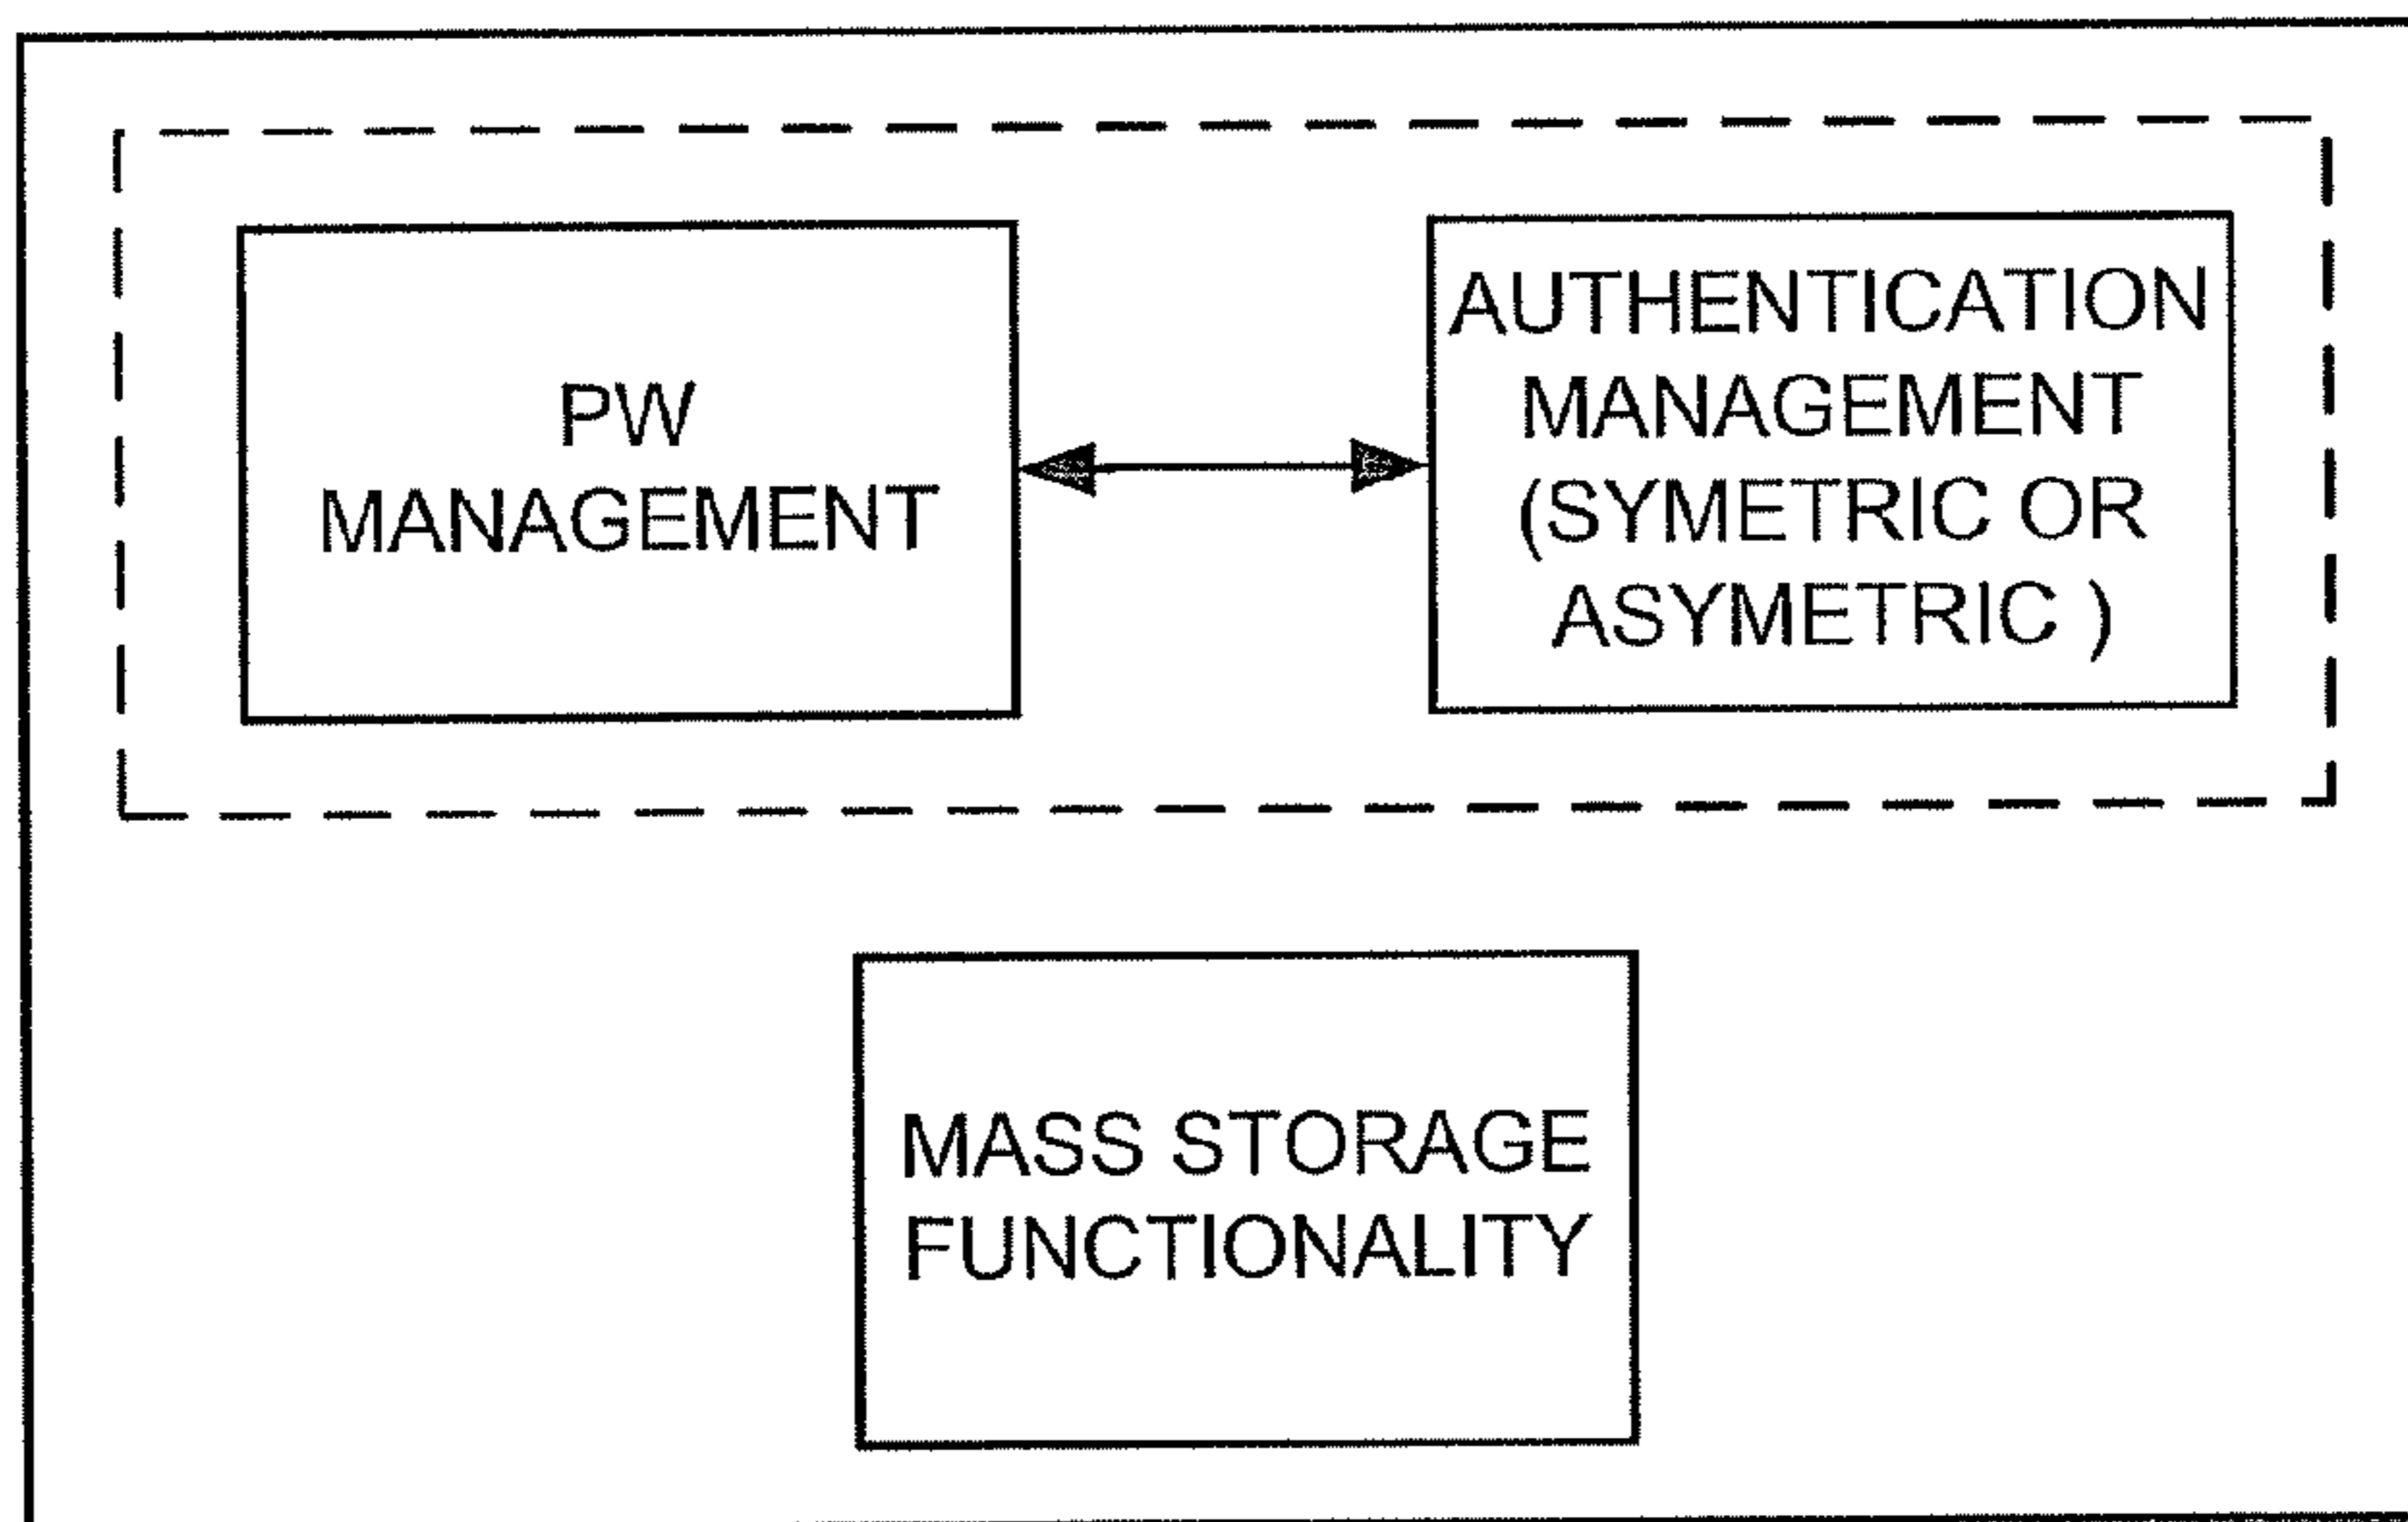 PW
MANAGEMENT
AUTHENTICATION
MANAGEMENT
(SYMETRIC OR
ASYMETRIC )
MASS STORAGE
FUNCTIONALITY